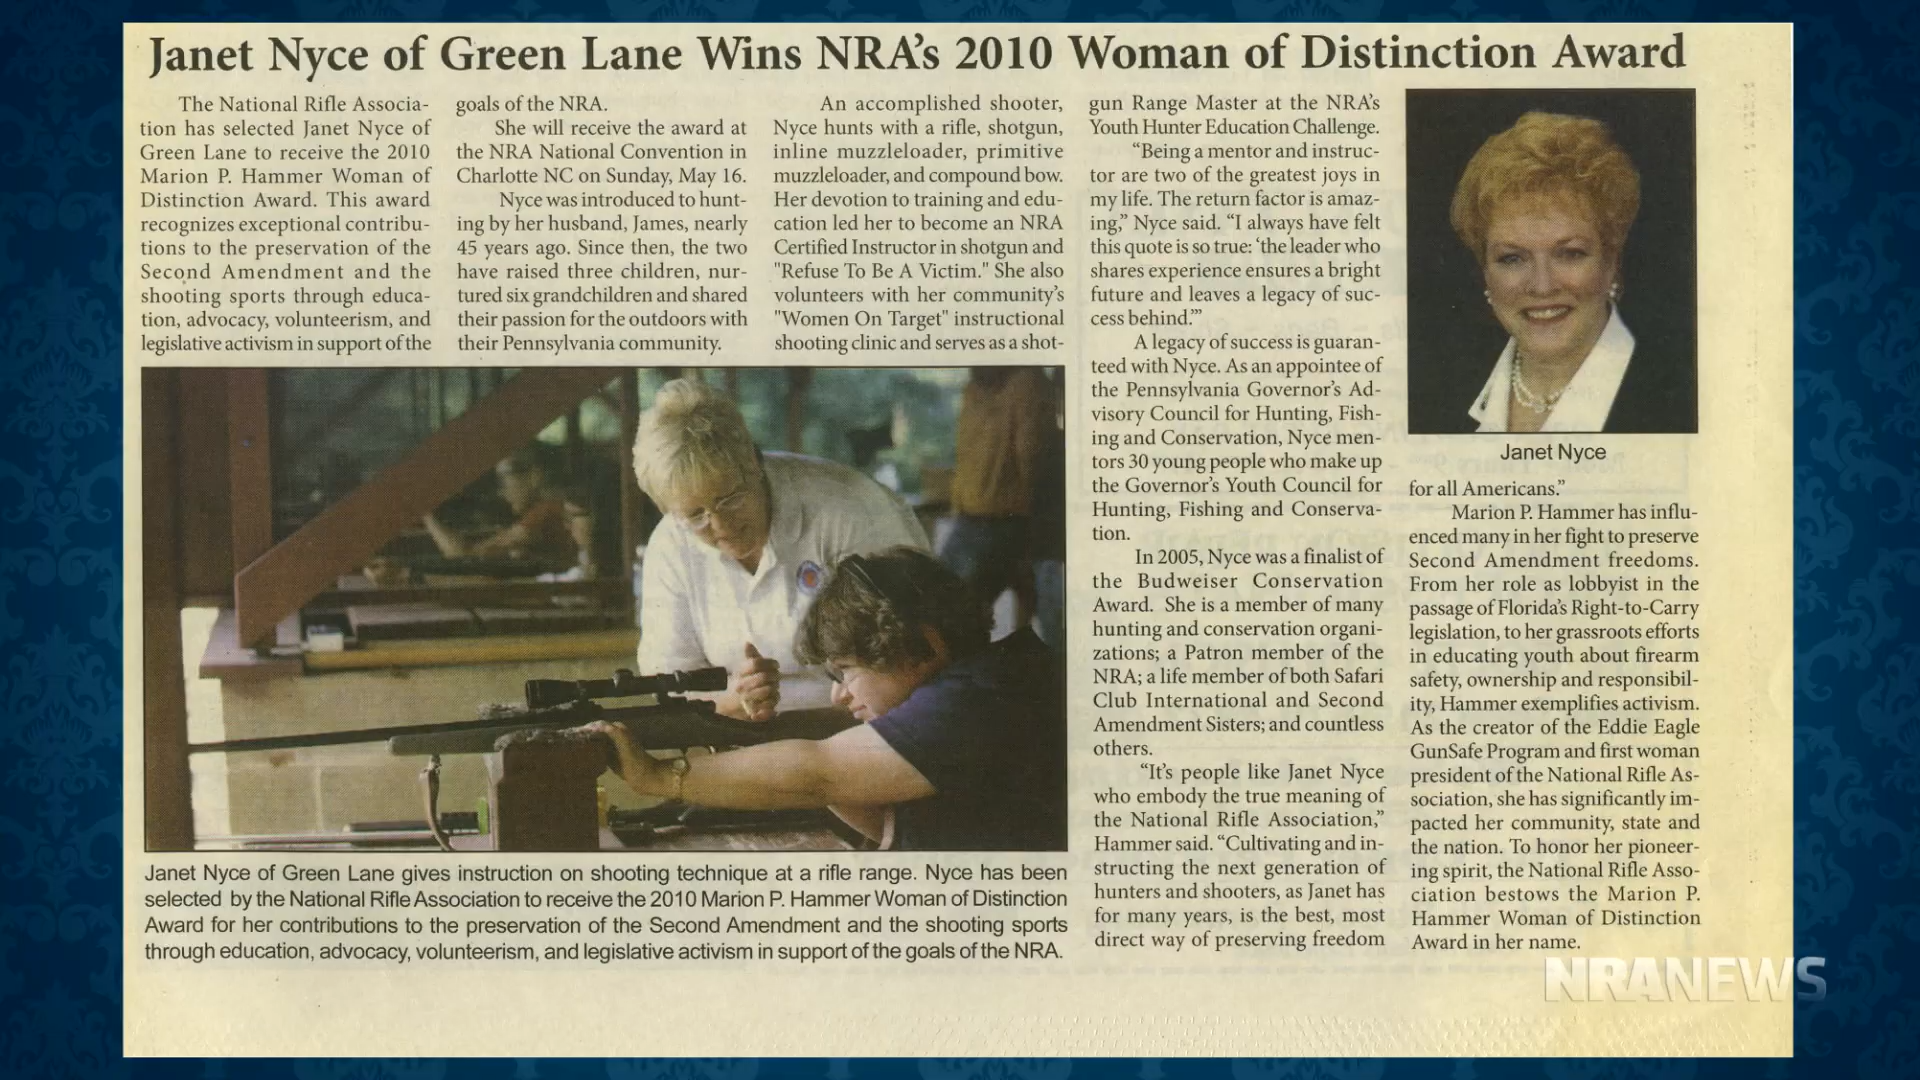 Janet Nyce of Green Lane Wins NRA's 2010 Woman of Distinction Award
The National Rifle Associa-
tion has selected Janet Nyce of
Green Lane to receive the 2010
Marion P. Hammer Woman of
Distinction Award. This award
recognizes exceptional contribu-
tions to the preservation of the
Second Amendment and the
shooting sports through educa-
tion, advocacy, volunteerism, and
legislative activism in support of the
goals of the NRA.
She will receive the award at
the NRA National Convention in
Charlotte NC on Sunday, May 16.
Nyce was introduced to hunt-
ing by her husband, James, nearly
45 years ago. Since then, the two
have raised three children, nur-
tured six grandchildren and shared
their passion for the outdoors with
their Pennsylvania community.
An accomplished shooter,
Nyce hunts with a rifle, shotgun,
inline muzzleloader, primitive
muzzleloader, and compound bow.
Her devotion to training and edu-
cation led her to become an NRA
Certified Instructor in shotgun and
"Refuse To Be A Victim." She also
volunteers with her community's
"Women On Target" instructional
shooting clinic and serves as a shot-
gun Range Master at the NRA's
Youth Hunter Education Challenge.
“Being a mentor and instruc-
tor are two of the greatest joys in
my life. The return factor is amaz-
ing,” Nyce said. “I always have felt
this quote is so true: ‘the leader who
shares experience ensures a bright
future and leaves a legacy of suc-
cess behind.’”
A legacy of success is guaran-
teed with Nyce. As an appointee of
the Pennsylvania Governor's Ad-
visory Council for Hunting, Fish-
ing and Conservation, Nyce men-
tors 30 young people who make up
the Governor's Youth Council for
Hunting, Fishing and Conserva-
tion.
In 2005, Nyce was a finalist of
the Budweiser Conservation
Award. She is a member of many
hunting and conservation organi-
zations; a Patron member of the
NRA; a life member of both Safari
Club International and Second
Amendment Sisters; and countless
others.
“It's people like Janet Nyce
who embody the true meaning of
the National Rifle Association,”
Hammer said. “Cultivating and in-
structing the next generation of
hunters and shooters, as Janet has
for many years, is the best, most
direct way of preserving freedom
Janet Nyce
for all Americans.”
Marion P. Hammer has influ-
enced many in her fight to preserve
Second Amendment freedoms.
From her role as lobbyist in the
passage of Florida's Right-to-Carry
legislation, to her grassroots efforts
in educating youth about firearm
safety, ownership and responsibil-
ity, Hammer exemplifies activism.
As the creator of the Eddie Eagle
GunSafe Program and first woman
president of the National Rifle As-
sociation, she has significantly im-
pacted her community, state and
the nation. To honor her pioneer-
ing spirit, the National Rifle Asso-
ciation bestows the Marion P.
Hammer Woman of Distinction
Award in her name.
Janet Nyce of Green Lane gives instruction on shooting technique at a rifle range. Nyce has been
selected by the National Rifle Association to receive the 2010 Marion P. Hammer Woman of Distinction
Award for her contributions to the preservation of the Second Amendment and the shooting sports
through education, advocacy, volunteerism, and legislative activism in support of the goals of the NRA.
NRANEWS